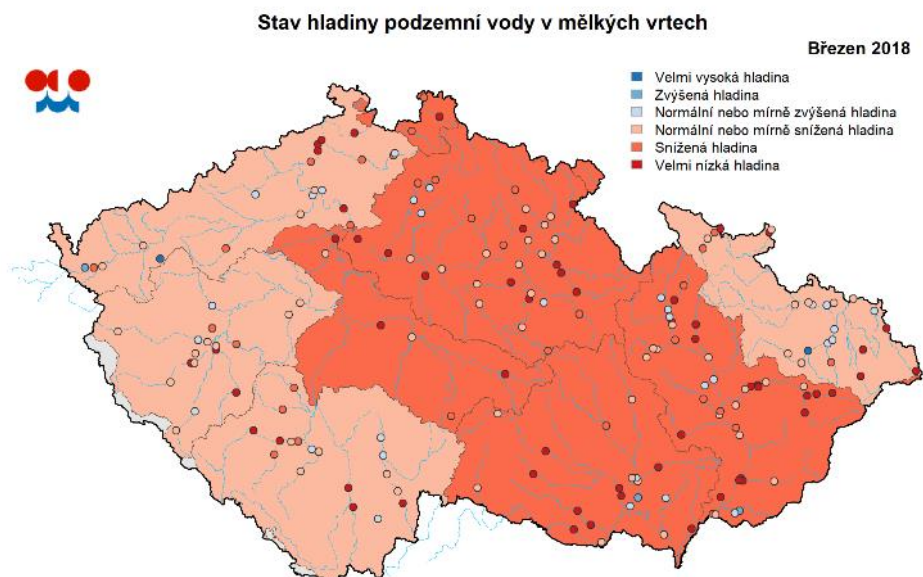 Stav hladiny podzemní vody v mělkých vrtech
Březen 2018
Velmi vysoká hladina
Zvýšená hladina
Normální nebo mírně zvýšená hladina
Normální nebo mírně snížená hladina
Snížená hladina
Velmi nízká hladina